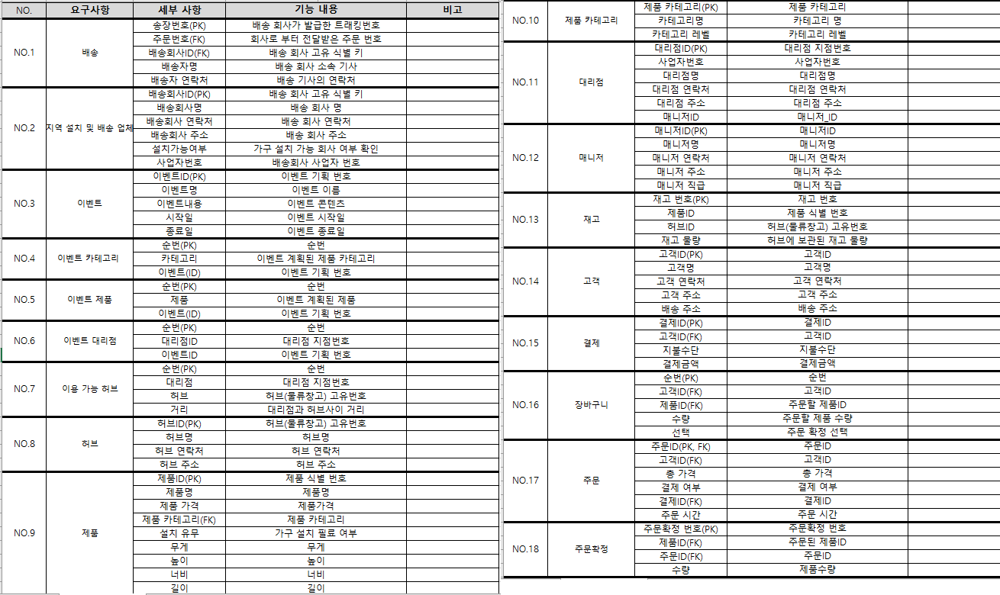 NO. 요구사항 세부 사항 기능 내용 비고
NO.1 배송
송장번호(PK) 배송 회사가 발급한 트래킹번호
주문번호(FK) 회사로 부터 전달받은 주문 번호
배송회사ID(FK) 배송 회사 고유 식별 키
배송자명 배송 회사 소속 기사
배송자 연락처 배송 기사의 연락처
NO.2 지역 설치 및 배송 업체
배송회사ID(PK) 배송 회사 고유 식별 키
배송회사명 배송 회사 명
배송회사 연락처 배송 회사 연락처
배송회사 주소 배송 회사 주소
설치가능여부 가구 설치 가능 회사 여부 확인
사업자번호 배송회사 사업자 번호
NO.3 이벤트
이벤트ID(PK) 이벤트 기획 번호
이벤트명 이벤트 이름
이벤트내용 이벤트 콘텐츠
시작일 이벤트 시작일
종료일 이벤트 종료일
NO.4 이벤트 카테고리
순번(PK) 순번
카테고리 이벤트 계획된 제품 카테고리
이벤트(ID) 이벤트 기획 번호
NO.5 이벤트 제품
순번(PK) 순번
제품 이벤트 계획된 제품
이벤트(ID) 이벤트 기획 번호
NO.6 이벤트 대리점
순번(PK) 순번
대리점ID 대리점 지점번호
이벤트ID 이벤트 기획 번호
NO.7 이용 가능 허브
순번(PK) 순번
대리점 대리점 지점번호
허브 허브(물류창고) 고유번호
거리 대리점과 허브사이 거리
NO.8 허브
허브ID(PK) 허브(물류창고) 고유번호
허브명 허브명
허브 연락처 허브 연락처
허브 주소 허브 주소
NO.9 제품
제품ID(PK) 제품 식별 번호
제품명 제품명
제품 가격 제품가격
제품 카테고리(FK) 제품 카테고리
설치 유무 가구 설치 필료 여부
무게 무게
높이 높이
너비 너비
길이 길이
NO.10 제품 카테고리
제품 카테고리(PK) 제품 카테고리
카테고리명 카테고리 명
카테고리 레벨 카테고리 레벨
NO.11 대리점
대리점ID(PK) 대리점 지점번호
사업자번호 사업자번호
대리점명 대리점명
대리점 연락처 대리점 연락처
대리점 주소 대리점 주소
매니저ID 매니저_ID
NO.12 매니저
매니저ID(PK) 매니저ID
매니저명 매니저명
매니저 연락처 매니저 연락처
매니저 주소 매니저 주소
매니저 직급 매니저 직급
NO.13 재고
재고 번호(PK) 재고 번호
제품ID 제품 식별 번호
허브ID 허브(물류창고) 고유번호
재고 물량 허브에 보관된 재고 물량
NO.14 고객
고객ID(PK) 고객ID
고객명 고객명
고객 연락처 고객 연락처
고객 주소 고객 주소
배송 주소 배송 주소
NO.15 결제
결제ID(PK) 결제ID
고객ID(FK) 고객ID
지불수단 지불수단
결제금액 결제금액
NO.16 장바구니
순번(PK) 순번
고객ID(FK) 고객ID
제품ID(FK) 주문할 제품ID
수량 주문할 제품 수량
선택 주문 확정 선택
NO.17 주문
주문ID(PK, FK) 주문ID
고객ID(FK) 고객ID
총 가격 총 가격
결제 여부 결제 여부
결제ID(FK) 결제ID
주문 시간 주문 시간
NO.18 주문확정
주문확정 번호(PK) 주문확정 번호
제품ID(FK) 주문된 제품ID
주문ID(FK) 주문ID
수량 제품수량